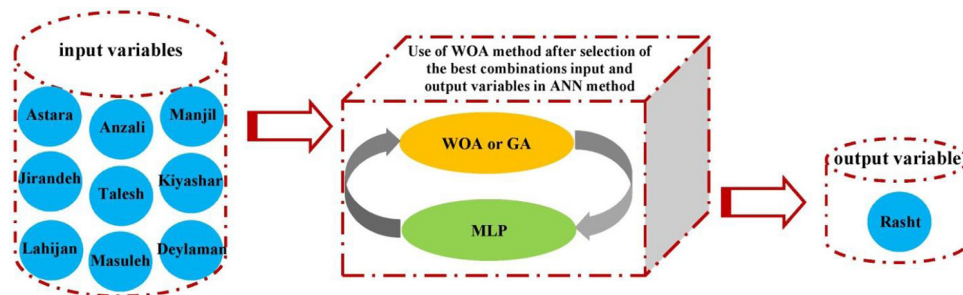 input variables
Astara
Anzali
Manjil
Jirandeh
Talesh
Kiyashar
Lahijan
Masuleh
Deylaman
Use of WOA method after selection of
the best combinations input and
output variables in ANN method
WOA or GA
MLP
output variable
Rasht